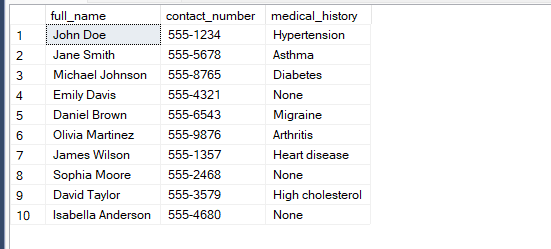 full_name contact_number medical_history
1 John Doe 555-1234 Hypertension
2 Jane Smith 555-5678 Asthma
3 Michael Johnson 555-8765 Diabetes
4 Emily Davis 555-4321 None
5 Daniel Brown 555-6543 Migraine
6 Olivia Martinez 555-9876 Arthritis
7 James Wilson 555-1357 Heart disease
8 Sophia Moore 555-2468 None
9 David Taylor 555-3579 High cholesterol
10 Isabella Anderson 555-4680 None